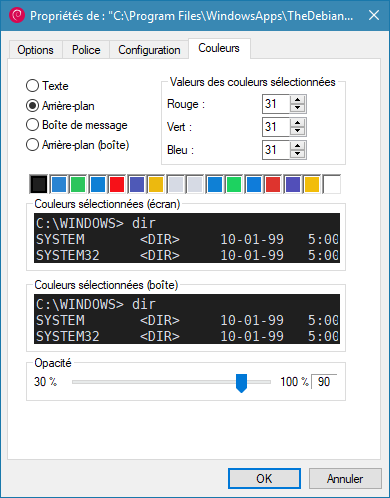 Propriétés de : "C:\Program Files\WindowsApps\TheDebian...
Options Police Configuration Couleurs
Texte
Arrière-plan
Boîte de message
Arrière-plan (boîte)
Valeurs des couleurs sélectionnées
Rouge : 31
Vert : 31
Bleu : 31
Couleurs sélectionnées (écran)
C:\WINDOWS> dir
SYSTEM <DIR> 10-01-99 5:00
SYSTEM32 <DIR> 10-01-99 5:00
Couleurs sélectionnées (boîte)
C:\WINDOWS> dir
SYSTEM <DIR> 10-01-99 5:00
SYSTEM32 <DIR> 10-01-99 5:00
Opacité
30 % 100 % 90
OK Annuler